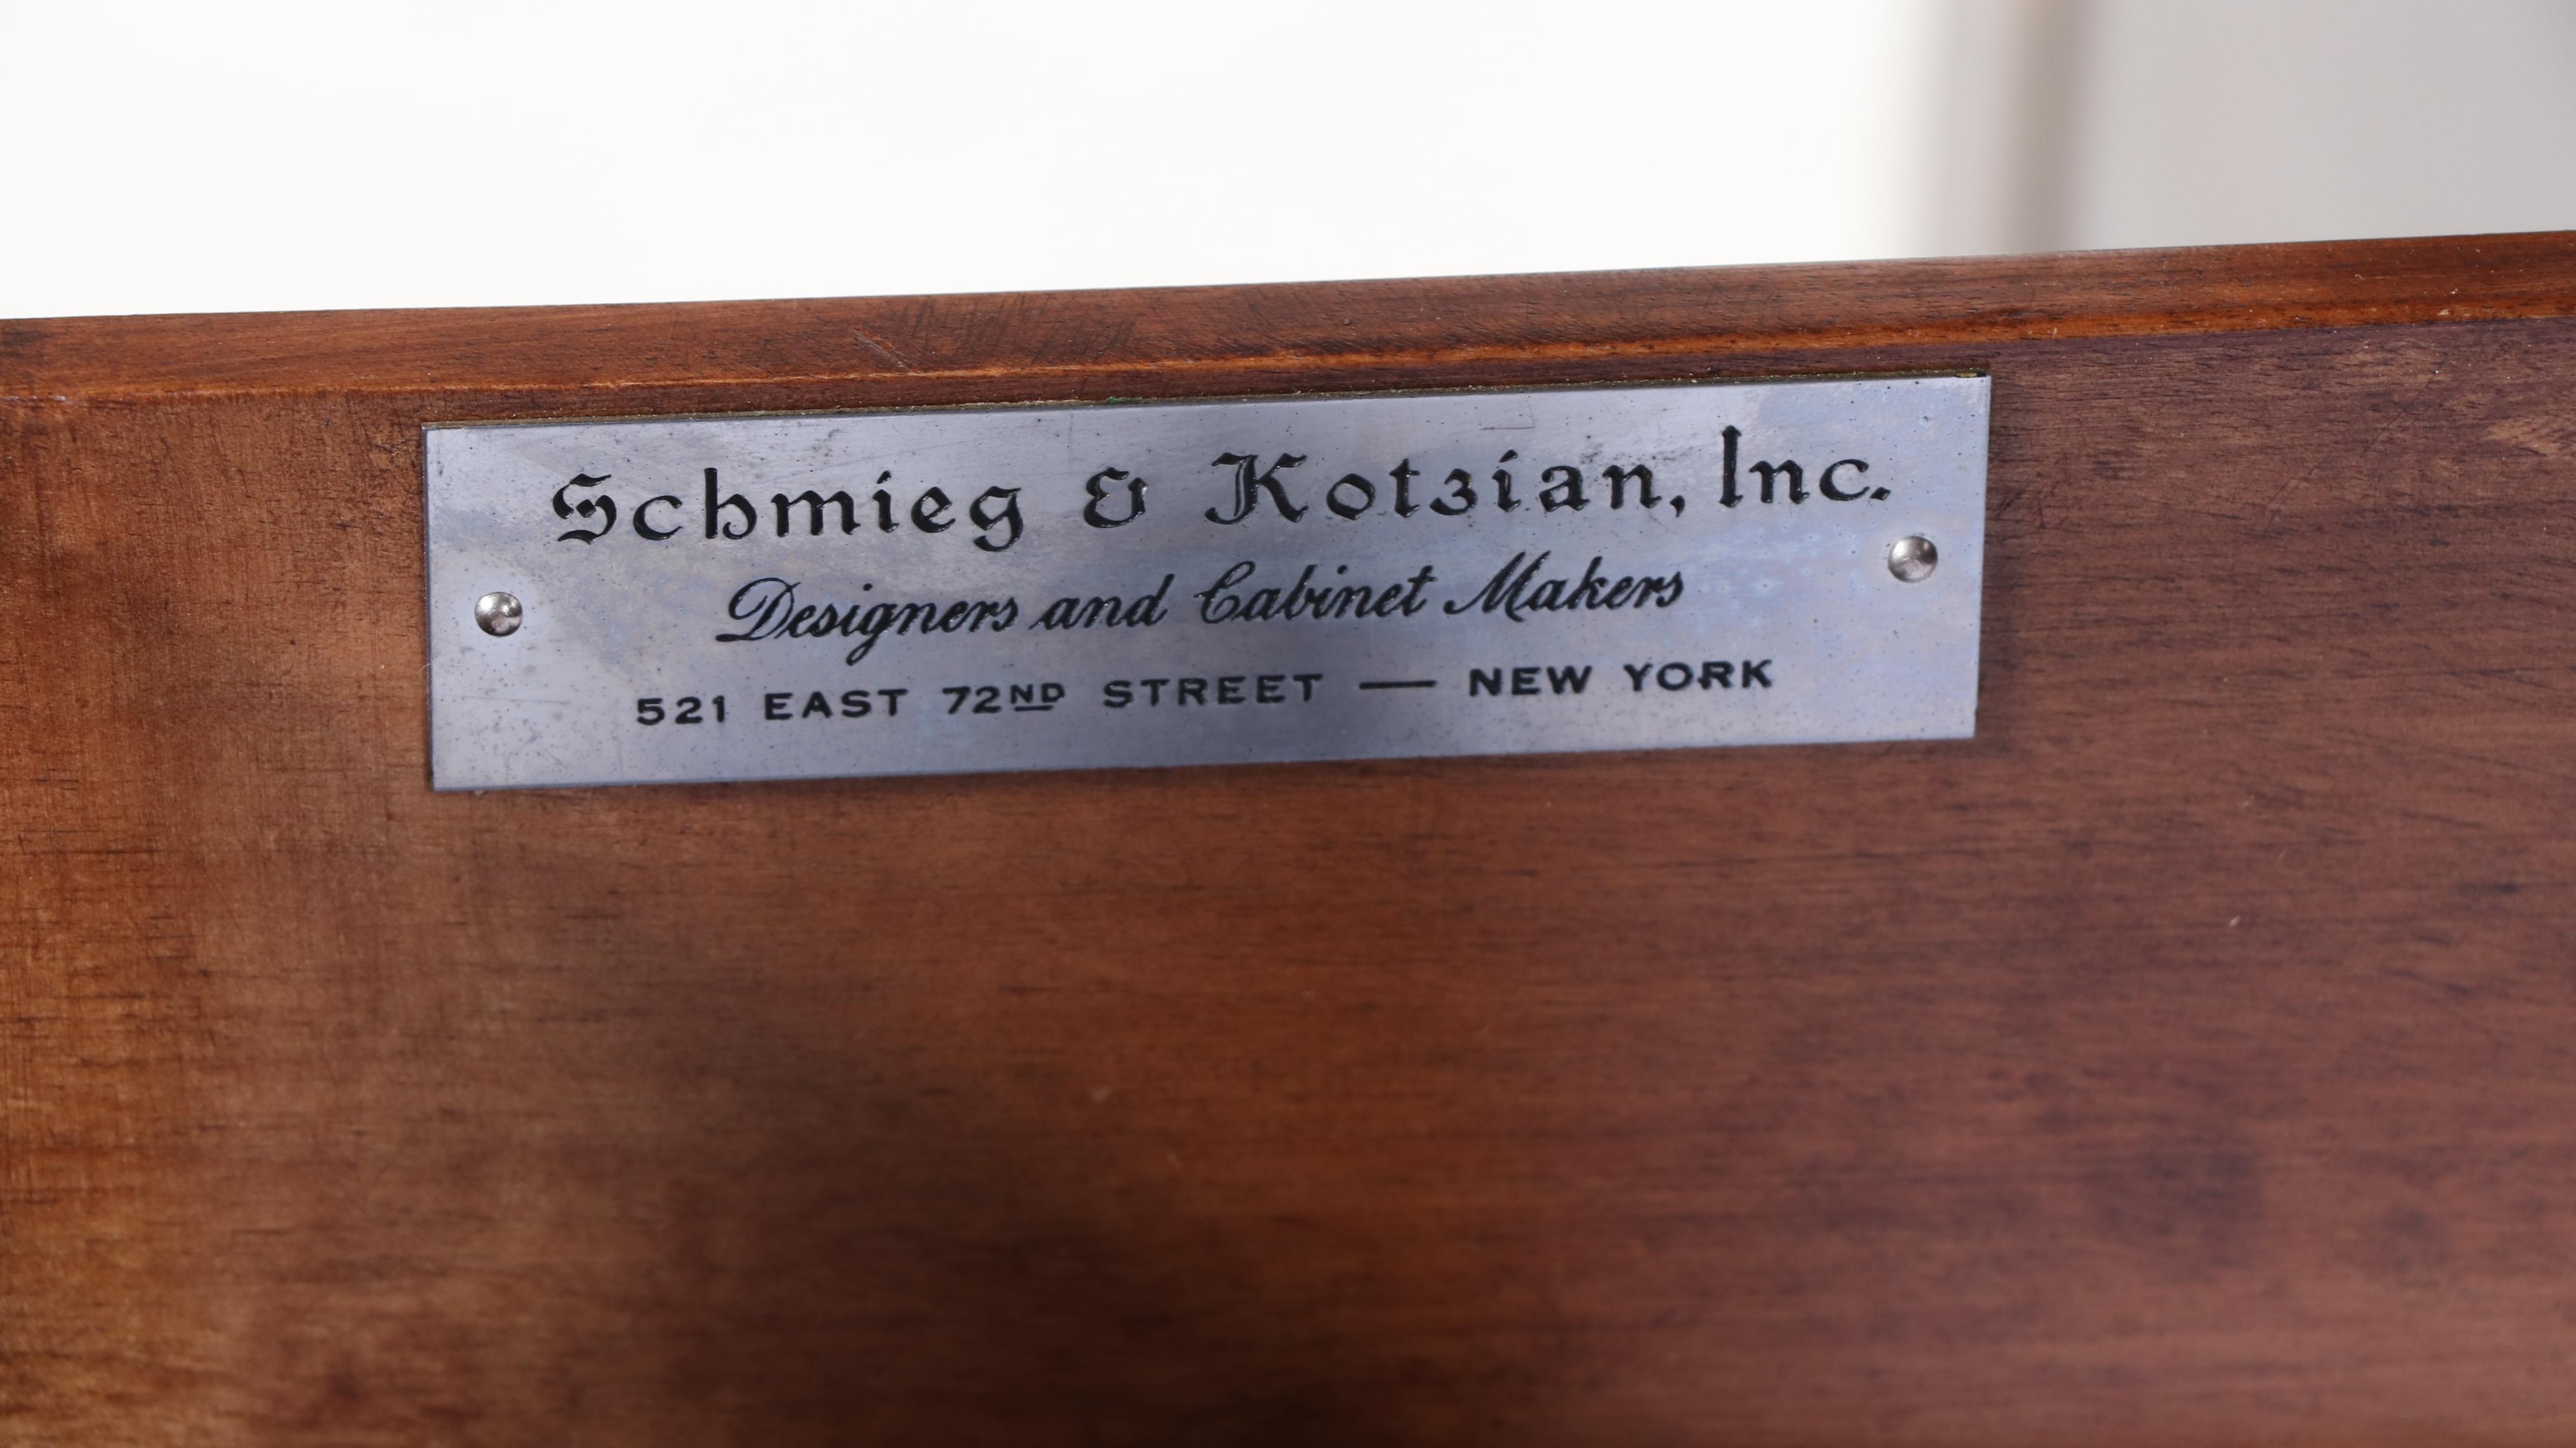 Schmieg & Kotzian, Inc.
Designers and Cabinet Makers
521 EAST 72ND STREET — NEW YORK